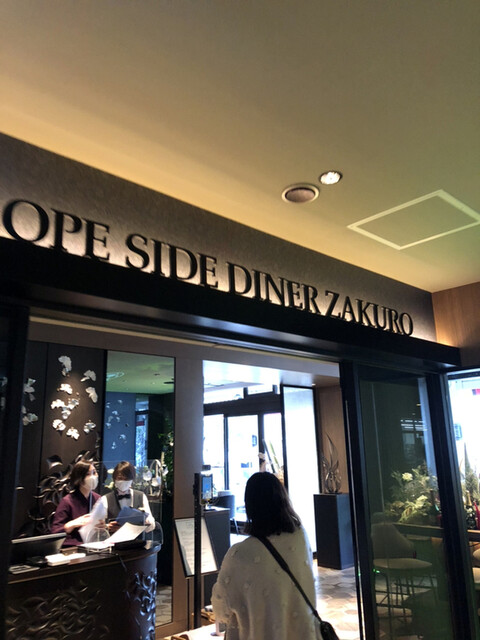 OPE SIDE DINER ZAKURO